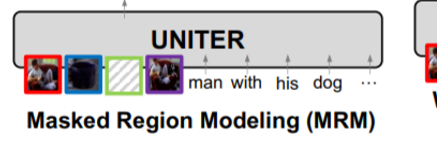 UNITER
man with his dog ...
Masked Region Modeling (MRM)